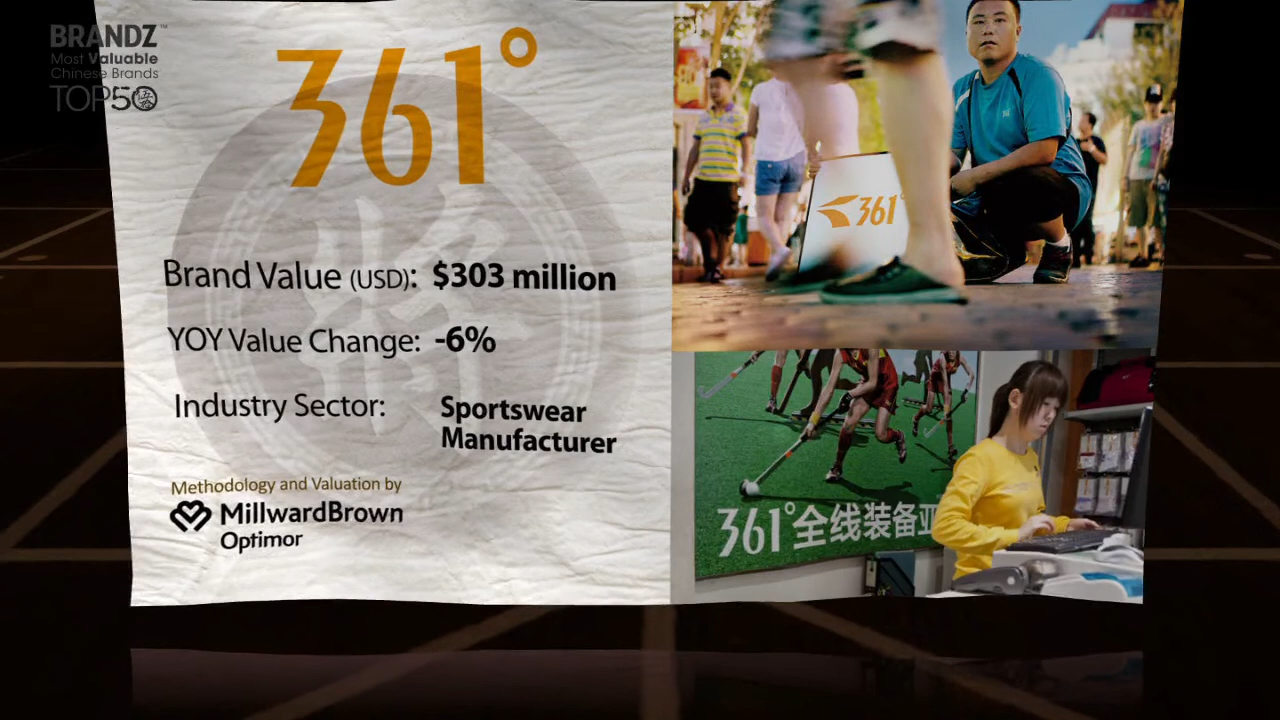 BRANDZ™
Most Valuable
Chinese Brands
TOP50
361°
Brand Value (USD): $303 million
YOY Value Change: -6%
Industry Sector: Sportswear
Manufacturer
Methodology and Valuation by
MillwardBrown
Optimor
将
361°
361°全线装备亚